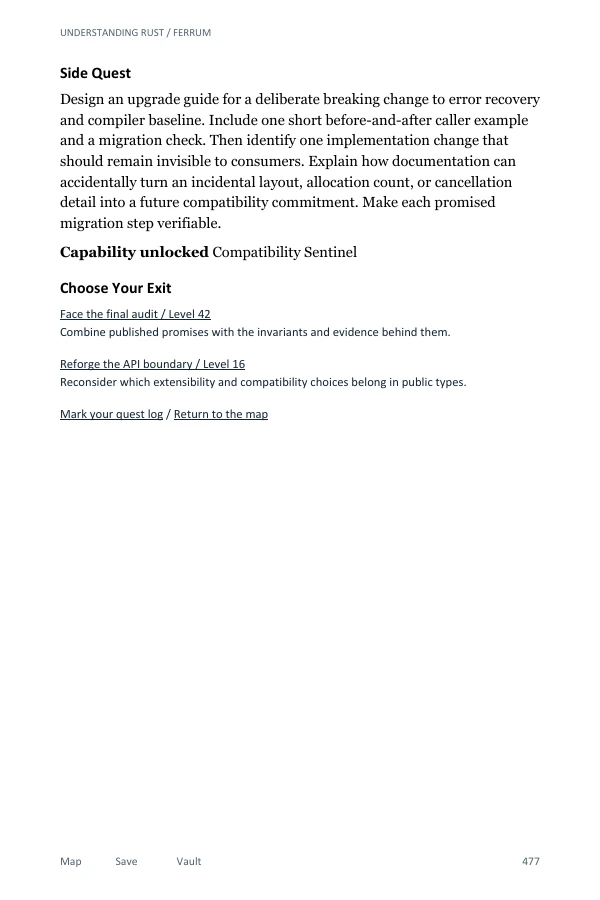 UNDERSTANDING RUST / FERRUM
Side Quest
Design an upgrade guide for a deliberate breaking change to error recovery
and compiler baseline. Include one short before-and-after caller example
and a migration check. Then identify one implementation change that
should remain invisible to consumers. Explain how documentation can
accidentally turn an incidental layout, allocation count, or cancellation
detail into a future compatibility commitment. Make each promised
migration step verifiable.
Capability unlocked Compatibility Sentinel
Choose Your Exit
Face the final audit / Level 42
Combine published promises with the invariants and evidence behind them.
Reforge the API boundary / Level 16
Reconsider which extensibility and compatibility choices belong in public types.
Mark your quest log / Return to the map
Map Save Vault 477